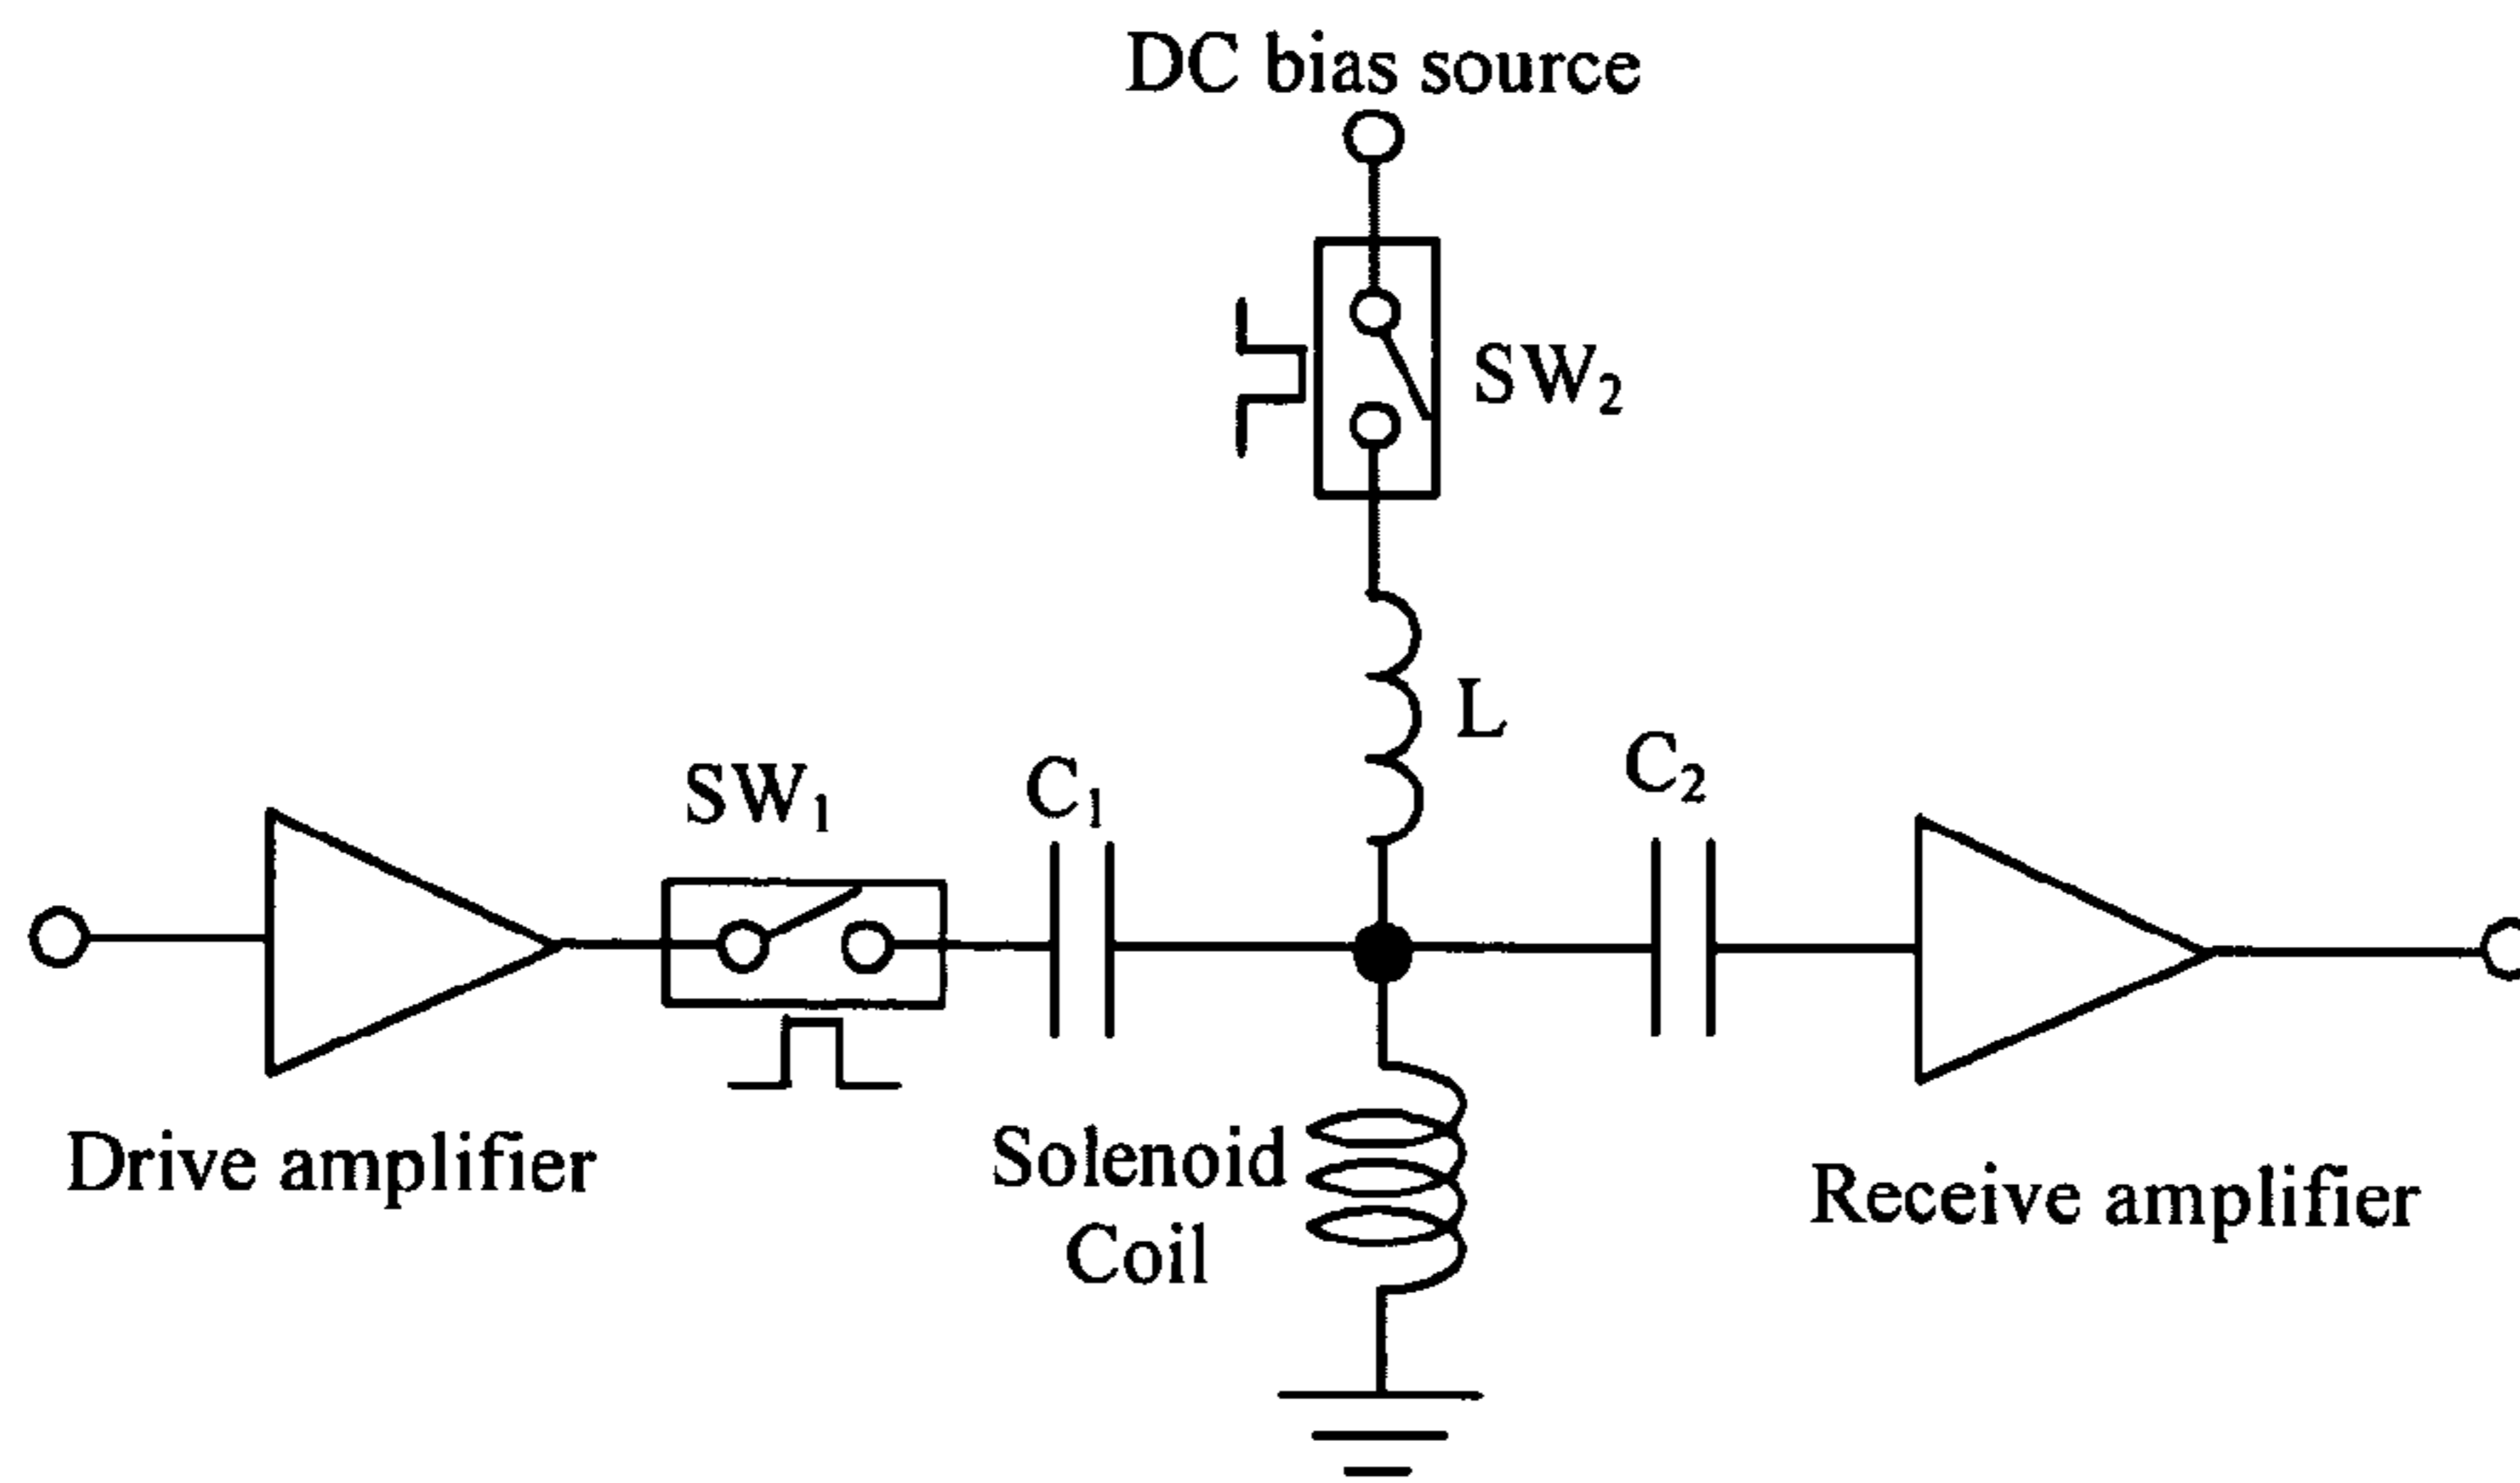 DC bias source
SW₂
L
C₂
SW₁
C₁
Drive amplifier
Solenoid
Coil
Receive amplifier